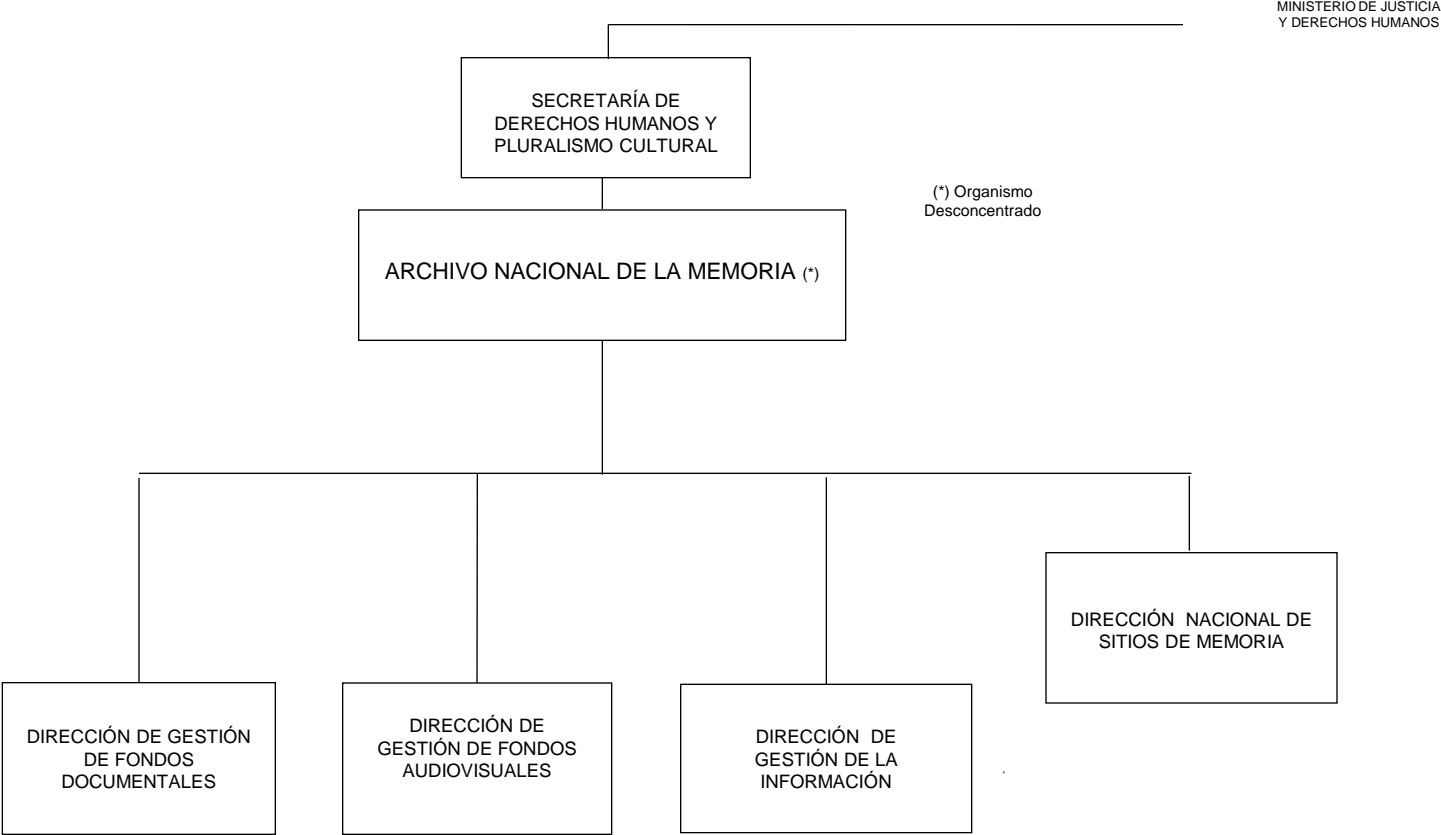 MINISTERIO DE JUSTICIA
Y DERECHOS HUMANOS
SECRETARÍA DE
DERECHOS HUMANOS Y
PLURALISMO CULTURAL
(*) Organismo
Desconcentrado
ARCHIVO NACIONAL DE LA MEMORIA (*)
DIRECCIÓN NACIONAL DE
SITIOS DE MEMORIA
DIRECCIÓN DE GESTIÓN
DE FONDOS
DOCUMENTALES
DIRECCIÓN DE
GESTIÓN DE FONDOS
AUDIOVISUALES
DIRECCIÓN DE
GESTIÓN DE LA
INFORMACIÓN